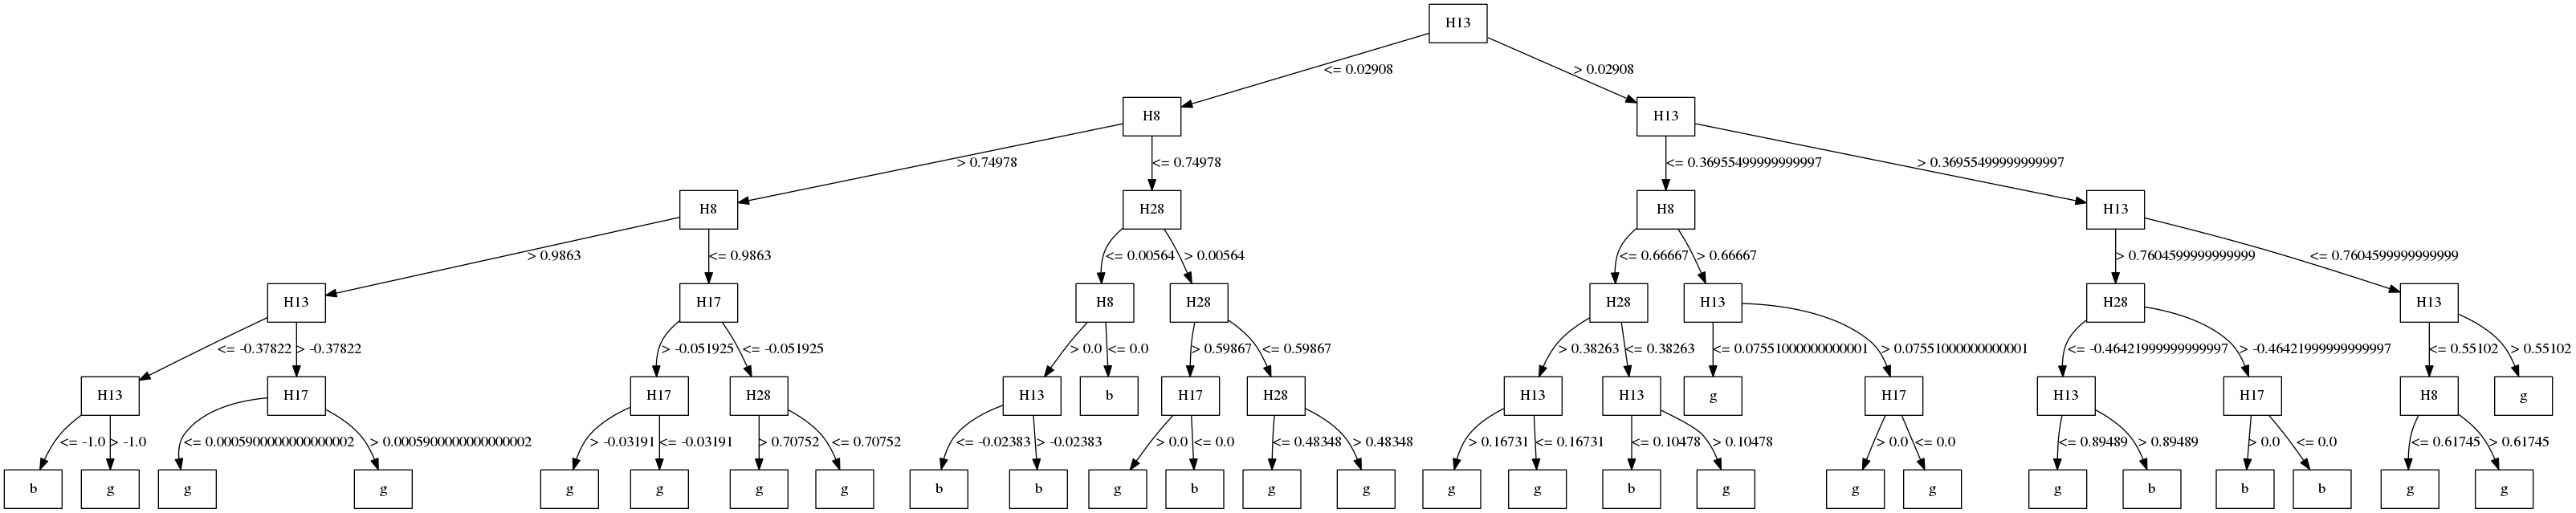 H13
<= 0.02908
> 0.02908
H8
H13
> 0.74978
<= 0.74978
<= 0.36955499999999997
> 0.36955499999999997
H8
H28
H8
H13
> 0.9863
<= 0.9863
<= 0.00564
> 0.00564
<= 0.66667
> 0.66667
> 0.7604599999999999
<= 0.7604599999999999
H13
H17
H8
H28
H28
H13
H28
H13
<= -0.37822
> -0.37822
> -0.051925
<= -0.051925
> 0.0
<= 0.0
> 0.59867
<= 0.59867
> 0.38263
<= 0.38263
<= 0.07551000000000001
> 0.07551000000000001
<= -0.46421999999999997
> -0.46421999999999997
<= 0.55102
> 0.55102
H13
H17
H17
H28
H13
b
H17
H28
H13
H13
g
H17
H13
H17
H8
g
<= -1.0
> -1.0
<= 0.00059000000000000002
> 0.00059000000000000002
> -0.03191
<= -0.03191
> 0.70752
<= 0.70752
<= -0.02383
> -0.02383
> 0.0
<= 0.0
<= 0.48348
> 0.48348
> 0.16731
<= 0.16731
<= 0.10478
> 0.10478
> 0.0
<= 0.0
<= 0.89489
> 0.89489
> 0.0
<= 0.0
<= 0.61745
> 0.61745
b
g
g
g
g
g
g
g
b
b
g
b
g
g
g
g
b
g
g
g
g
b
b
b
g
g